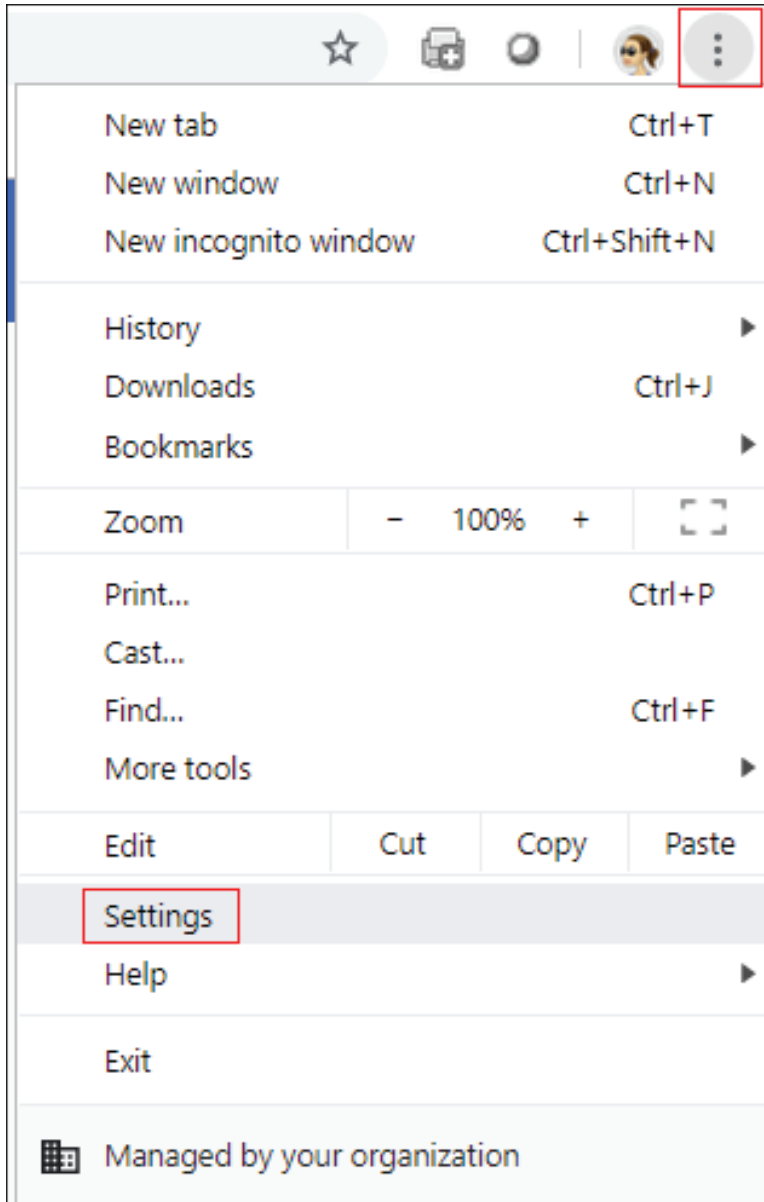 New tab Ctrl+T
New window Ctrl+N
New incognito window Ctrl+Shift+N
History
Downloads Ctrl+J
Bookmarks
Zoom - 100% +
Print... Ctrl+P
Cast...
Find... Ctrl+F
More tools
Edit Cut Copy Paste
Settings
Help
Exit
Managed by your organization